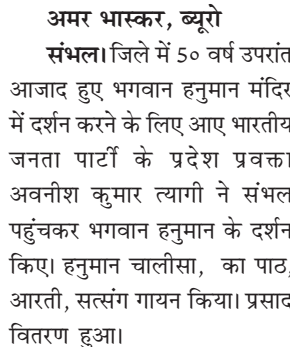 अमर भास्कर, ब्यूरो
संभल। जिले में 50 वर्ष उपरांत
आजाद हुए भगवान हनुमान मंदिर
में दर्शन करने के लिए आए भारतीय
जनता पार्टी के प्रदेश प्रवक्ता
अवनीश कुमार त्यागी ने संभल
पहुंचकर भगवान हनुमान के दर्शन
किए। हनुमान चालीसा, का पाठ,
आरती, सत्संग गायन किया। प्रसाद
वितरण हुआ।